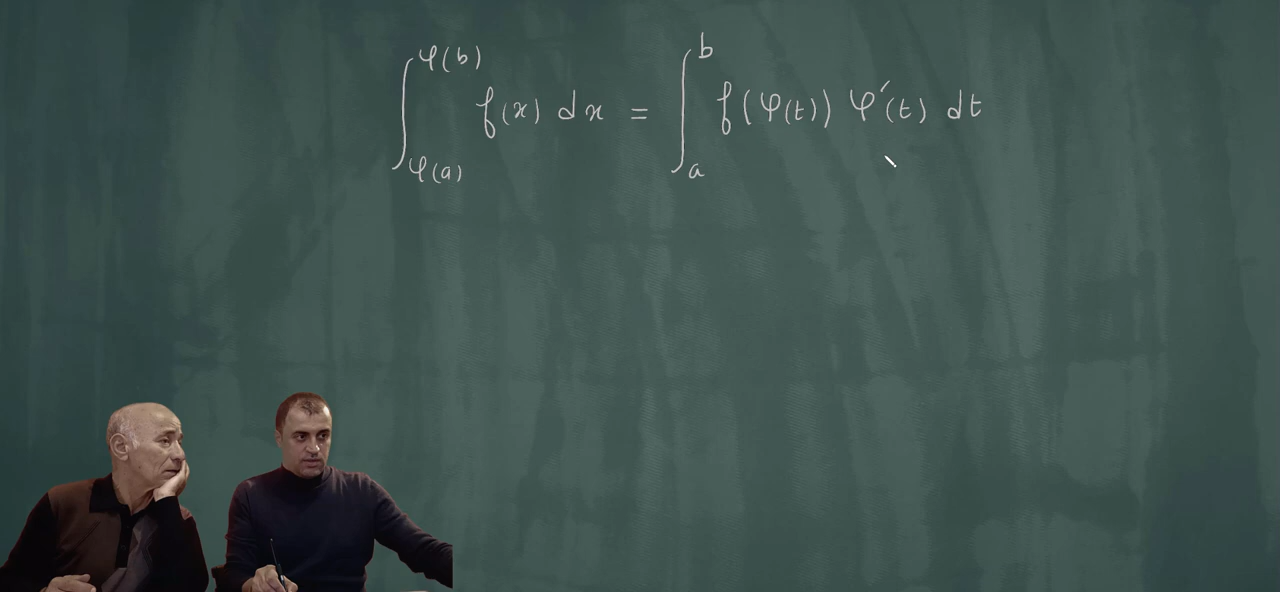 ∫_{φ(a)}^{φ(b)} f(x) dx = ∫_a^b f(φ(t)) φ′(t) dt